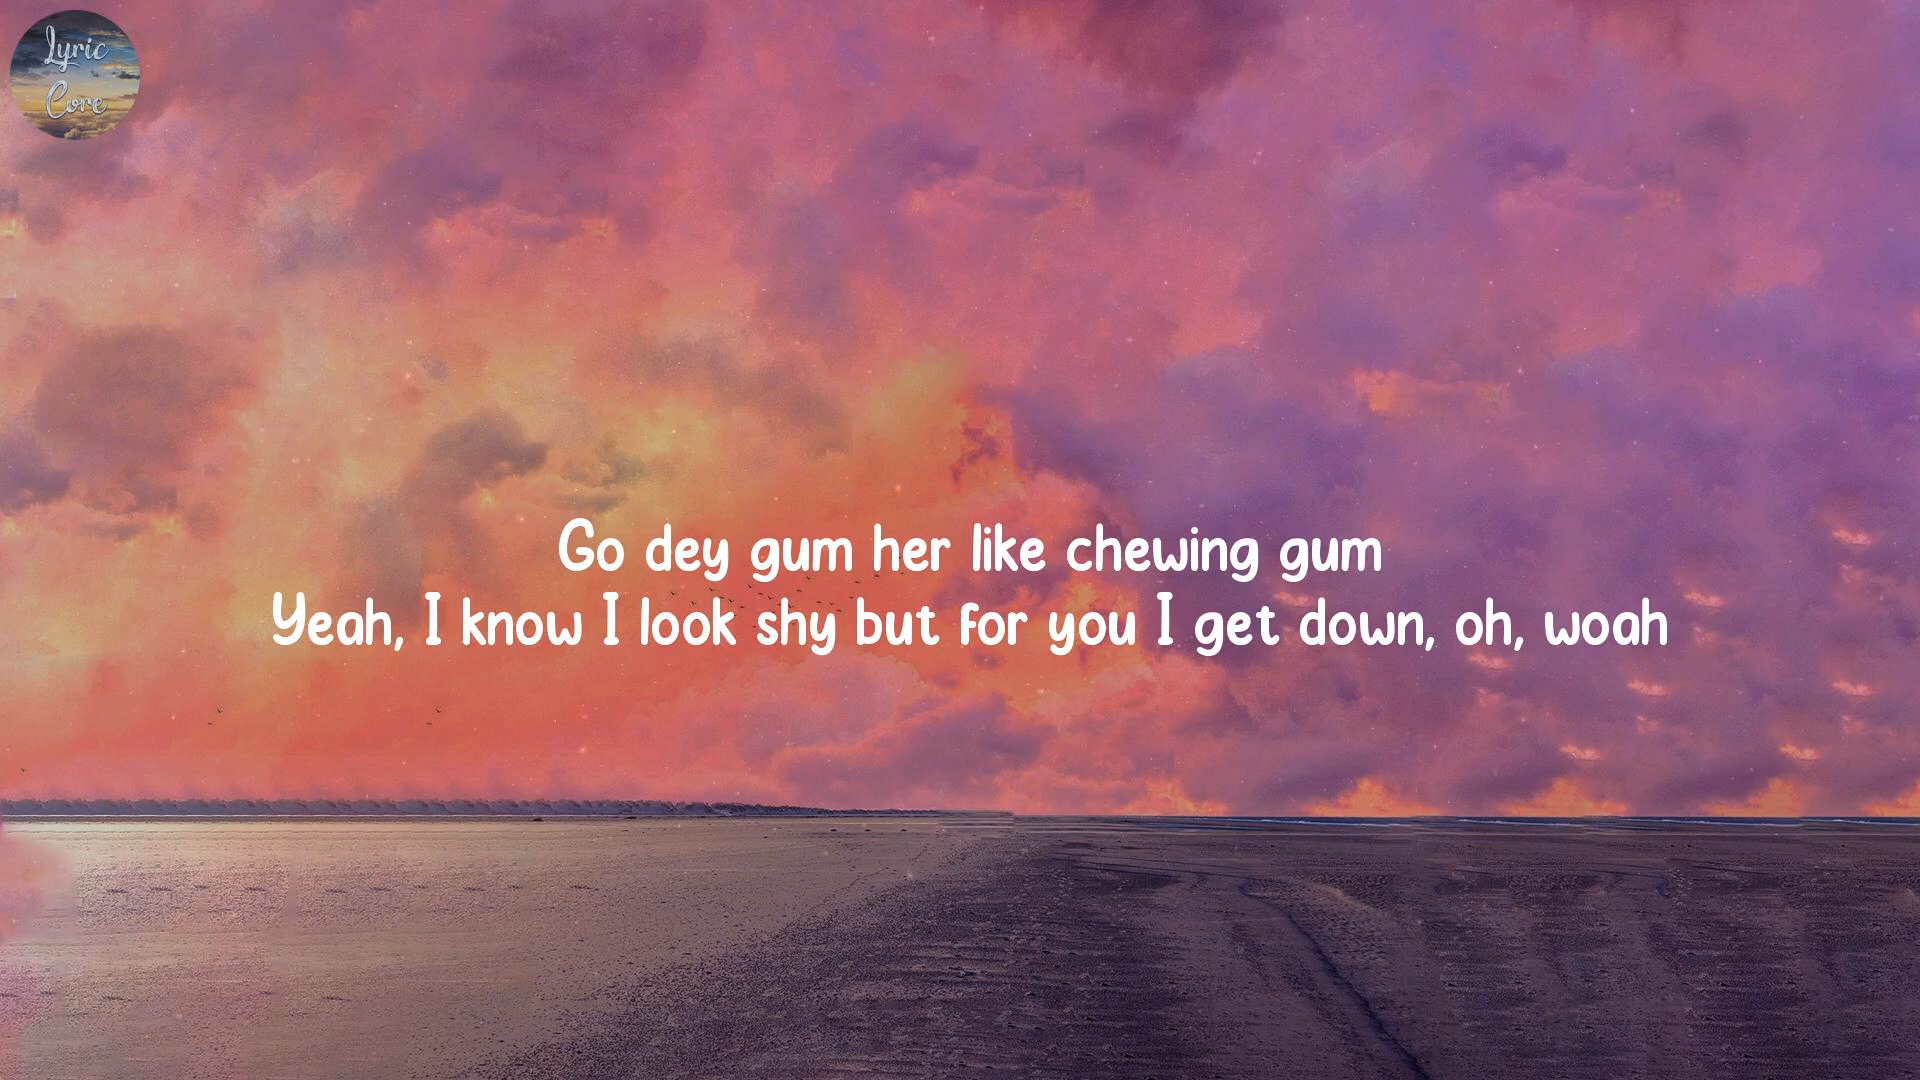 Lyric
Core
Go dey gum her like chewing gum
Yeah, I know I look shy but for you I get down, oh, woah